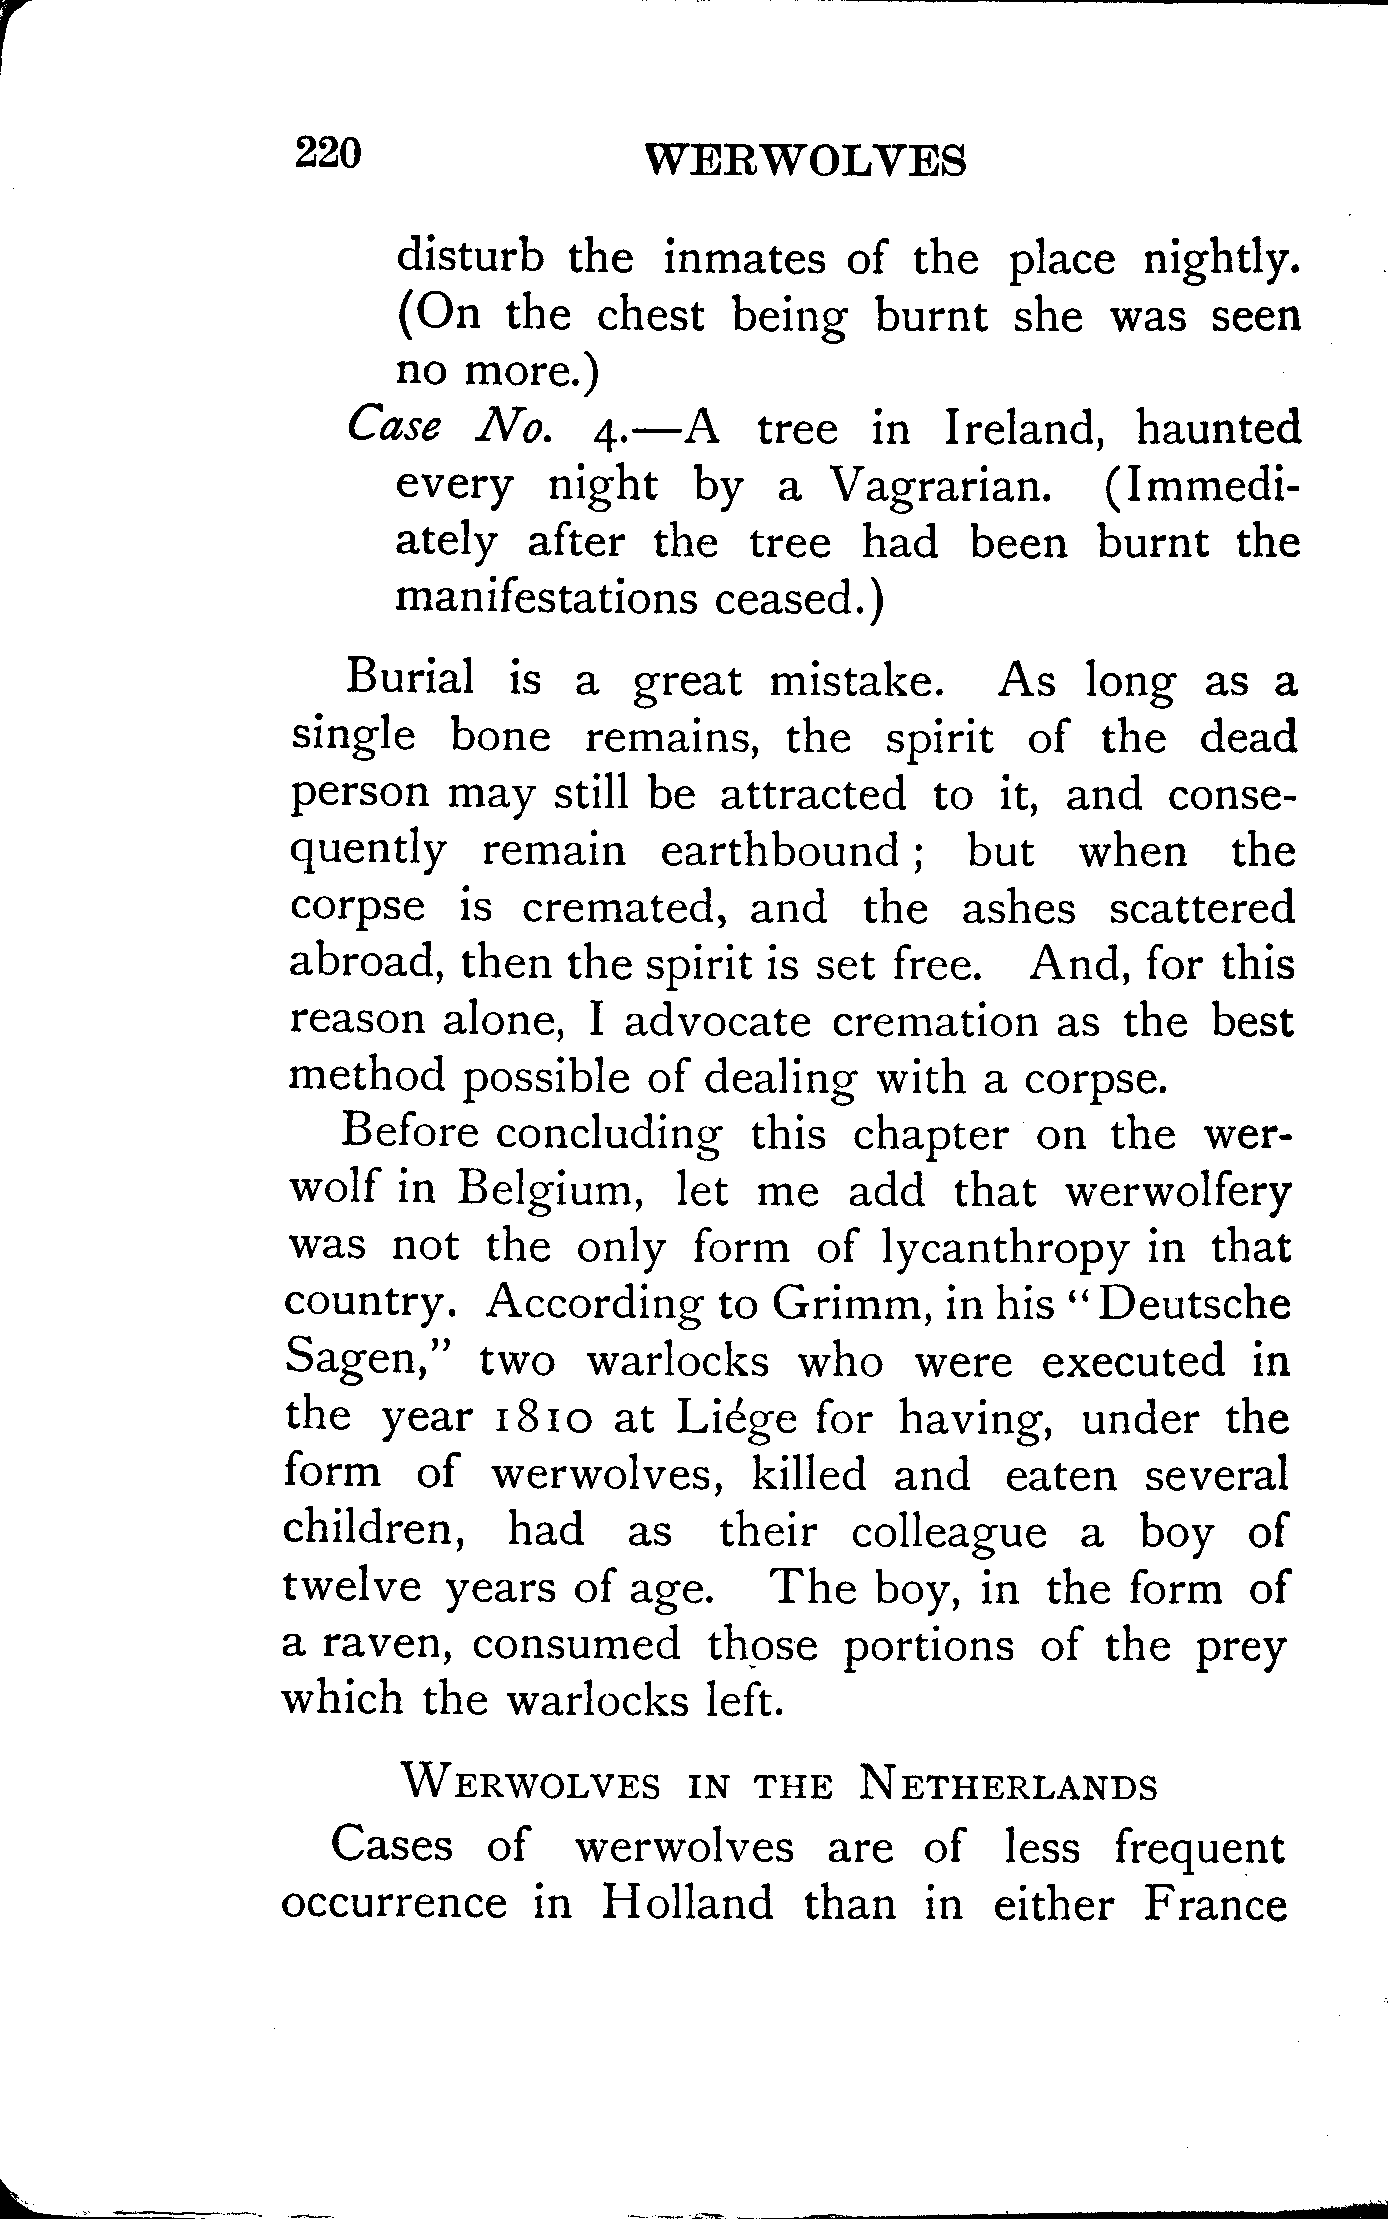 220 WERWOLVES
disturb the inmates of the place nightly.
(On the chest being burnt she was seen
no more.)
Case No. 4.—A tree in Ireland, haunted
every night by a Vagrarian. (Immedi-
ately after the tree had been burnt the
manifestations ceased.)
Burial is a great mistake. As long as a
single bone remains, the spirit of the dead
person may still be attracted to it, and conse-
quently remain earthbound ; but when the
corpse is cremated, and the ashes scattered
abroad, then the spirit is set free. And, for this
reason alone, I advocate cremation as the best
method possible of dealing with a corpse.
Before concluding this chapter on the wer-
wolf in Belgium, let me add that werwolfery
was not the only form of lycanthropy in that
country. According to Grimm, in his “Deutsche
Sagen,” two warlocks who were executed in
the year 1810 at Liége for having, under the
form of werwolves, killed and eaten several
children, had as their colleague a boy of
twelve years of age. The boy, in the form of
a raven, consumed those portions of the prey
which the warlocks left.
WERWOLVES IN THE NETHERLANDS
Cases of werwolves are of less frequent
occurrence in Holland than in either France